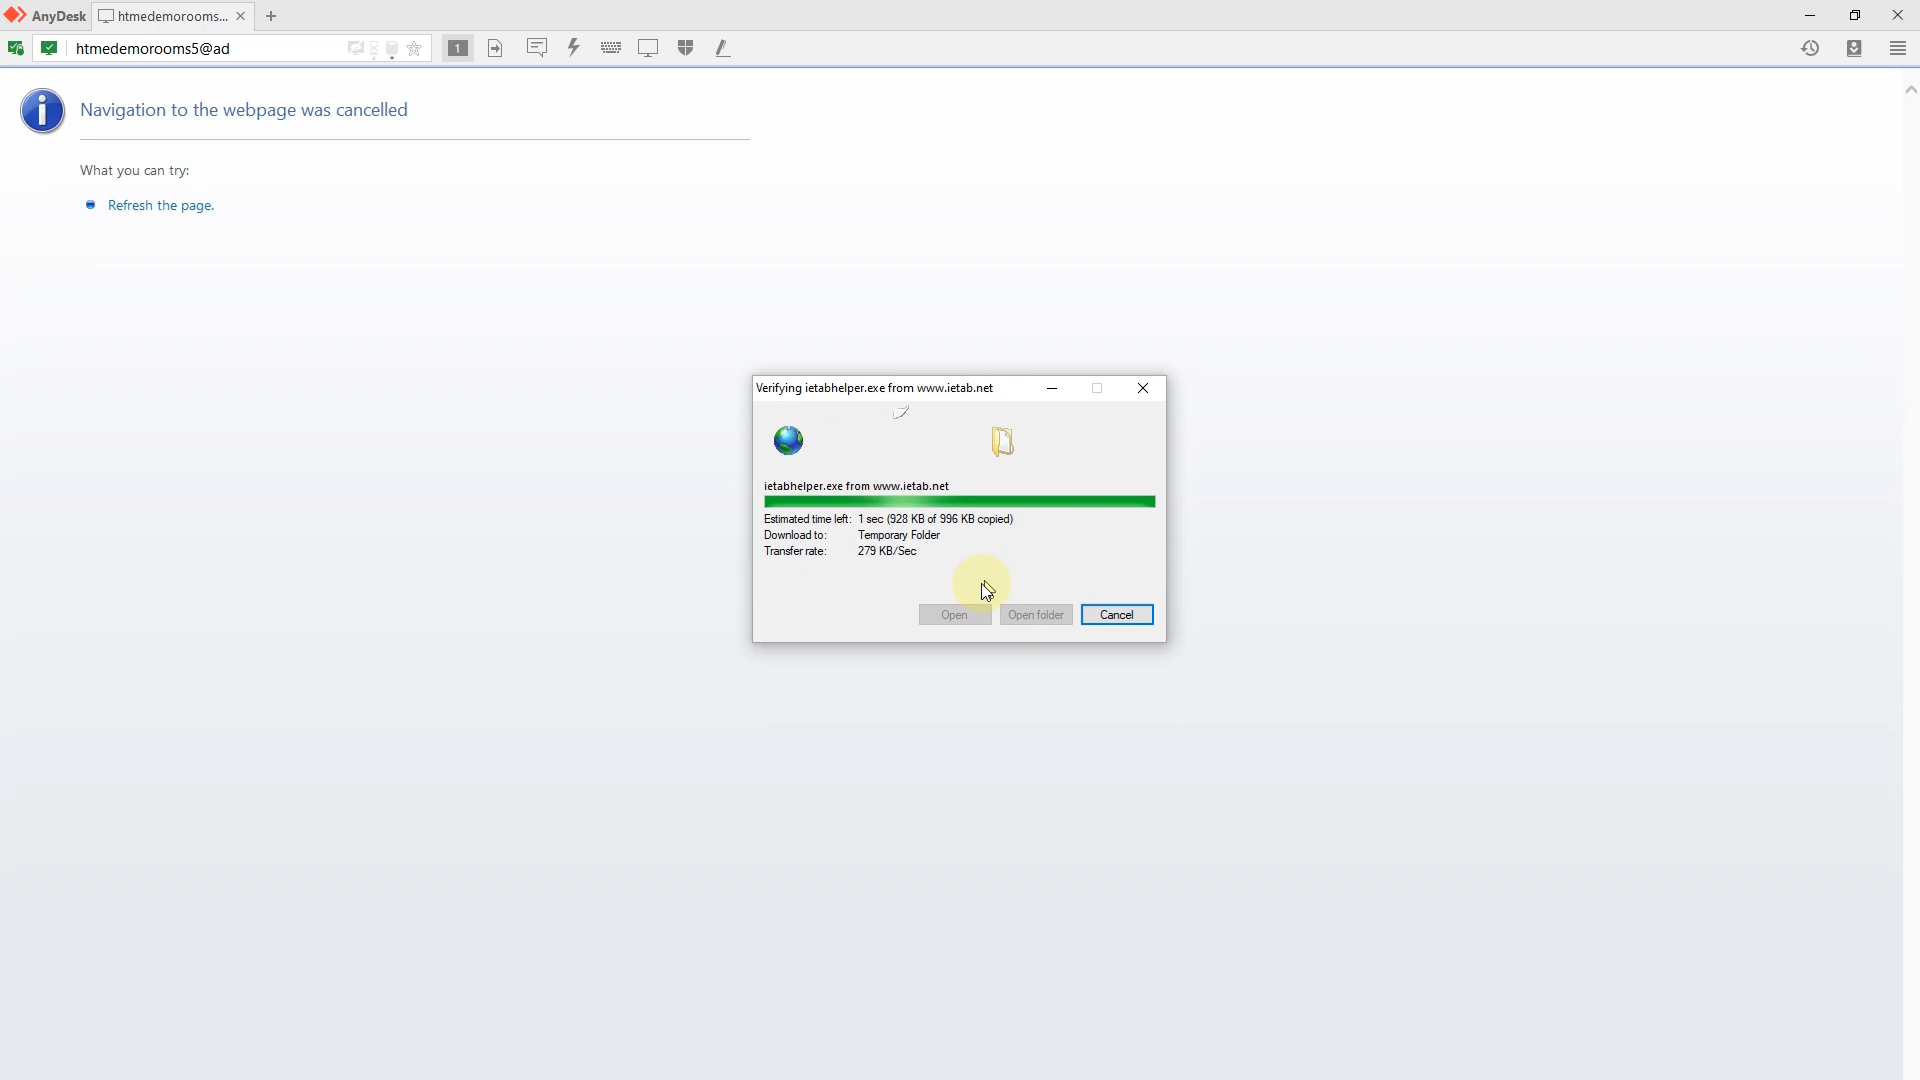 AnyDesk
htmedemorooms...
htmedemorooms5@ad
1
Navigation to the webpage was cancelled
What you can try:
Refresh the page.
Verifying ietabhelper.exe from www.ietab.net
ietabhelper.exe from www.ietab.net
Estimated time left: 1 sec (928 KB of 996 KB copied)
Download to: Temporary Folder
Transfer rate: 279 KB/Sec
Open Open folder Cancel